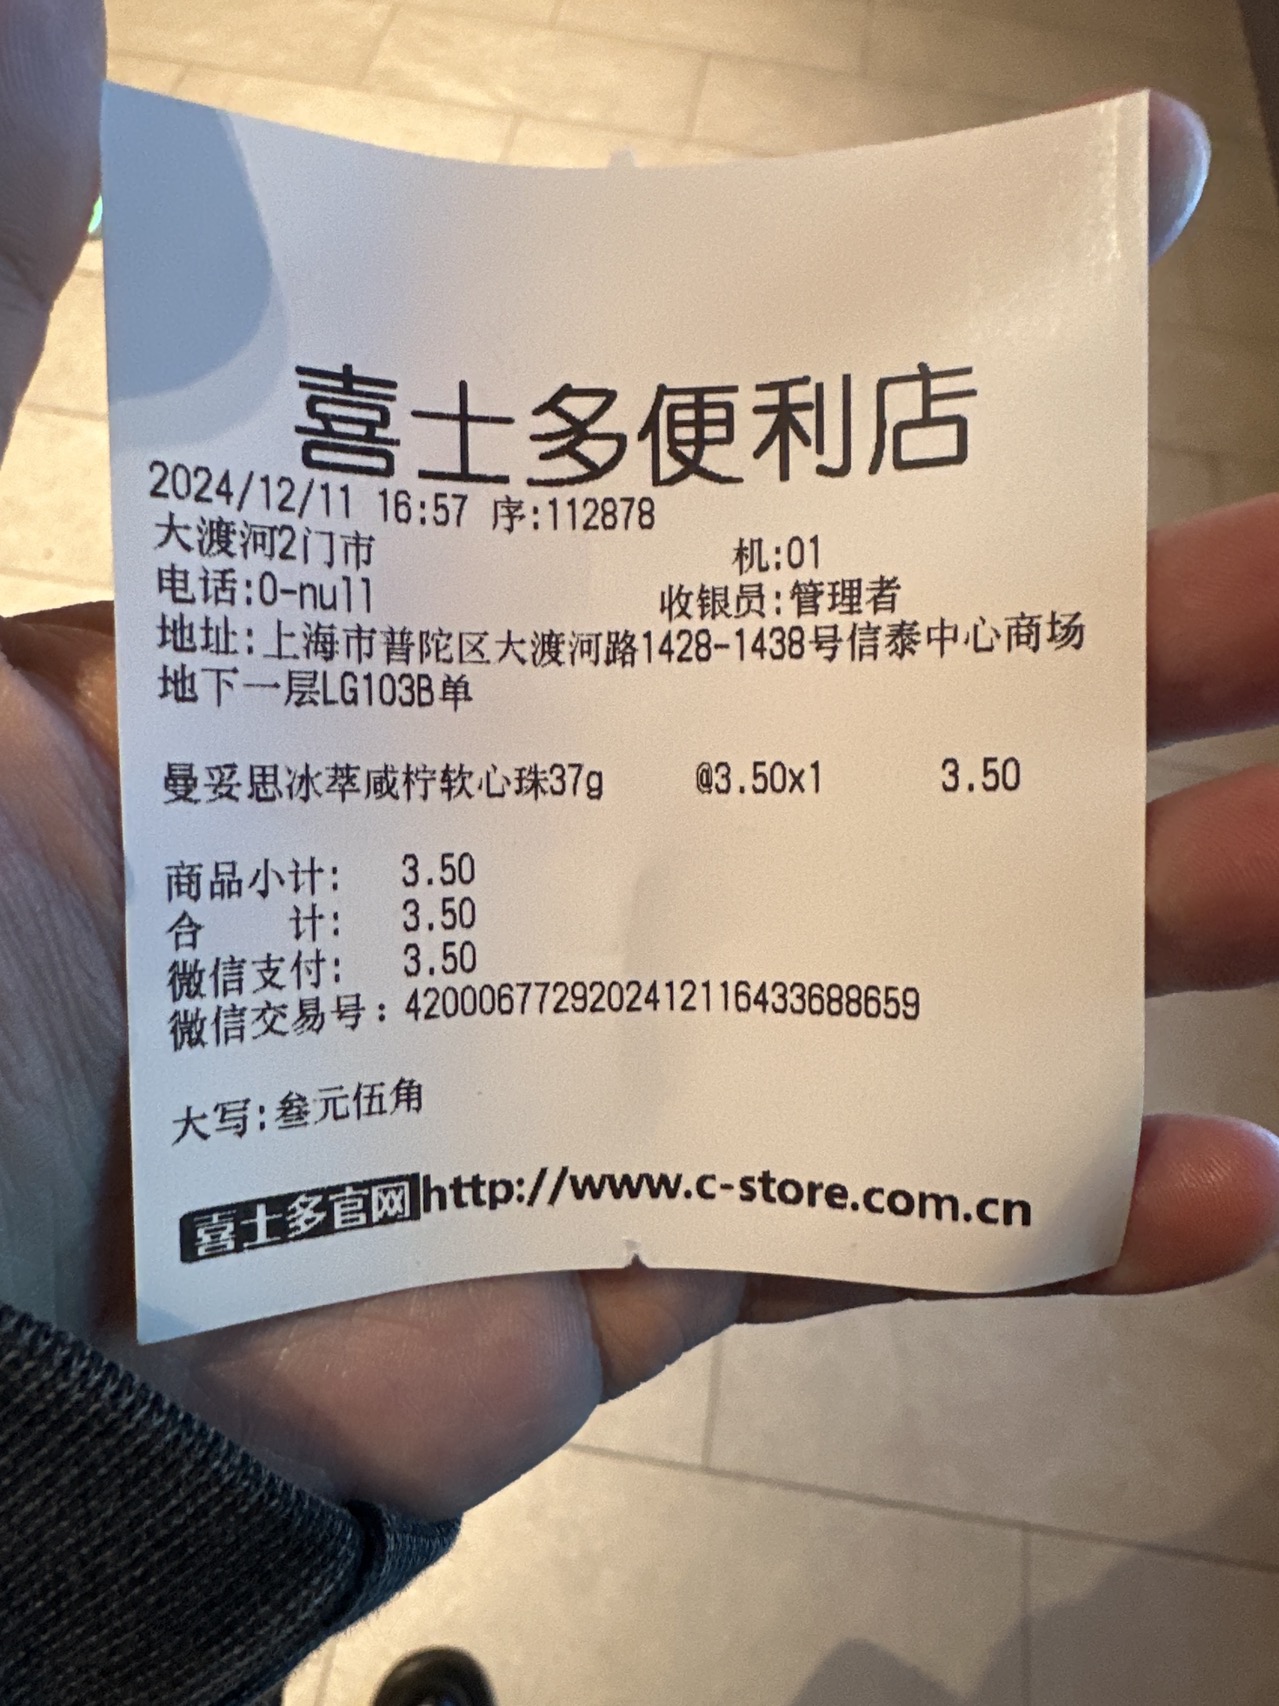 喜士多便利店
2024/12/11 16:57 序:112878
大渡河2门市 机:01
电话:0-null 收银员:管理者
地址:上海市普陀区大渡河路1428-1438号信泰中心商场
地下一层LG103B单
曼妥思冰萃咸柠软心珠37g @3.50x1 3.50
商品小计: 3.50
合 计: 3.50
微信支付: 3.50
微信交易号: 4200067729202412116433688659
大写:叁元伍角
喜士多官网http://www.c-store.com.cn